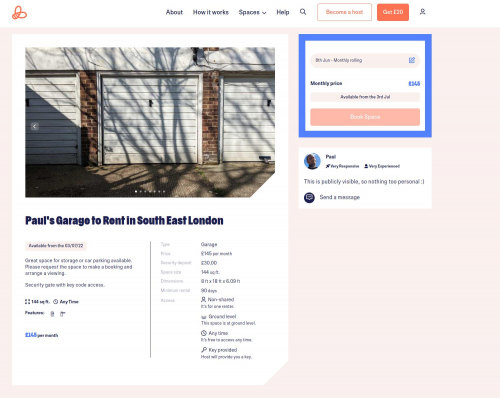 About
How it works
Spaces
Help
Become a host
Get £20
8th Jun - Monthly rolling
Monthly price
£145
Available from the 3rd Jul
Book Space
Paul
Very Responsive
Very Experienced
This is publicly visible, so nothing too personal :)
Send a message
Paul's Garage to Rent in South East London
Available from the 03/07/22
Great space for storage or car parking available.
Please request the space to make a booking and
arrange a viewing.
Security gate with key code access.
144 sq ft.
Any Time
Features:
£145 per month
Type
Garage
Price
£145 per month
Security deposit
£30.00
Space size
144 sq ft.
Dimensions
8 ft x 18 ft x 6.09 ft
Minimum rental
90 days
Access
Non-shared
It's for one renter.
Ground level
This space is at ground level.
Any time
It's free to access any time.
Key provided
Host will provide you a key.